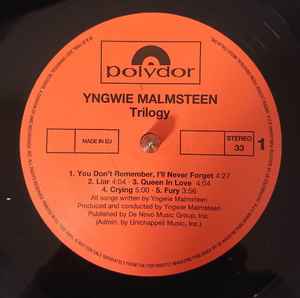 polydor
YNGWIE MALMSTEEN
Trilogy
MADE IN EU
STEREO
33
1
1. You Don't Remember, I'll Never Forget 4:27
2. Liar 4:04 · 3. Queen In Love 4:04
4. Crying 5:00 · 5. Fury 3:56
All songs written by Yngwie Malmsteen
Produced and conducted by Yngwie Malmsteen
Published by De Novo Music Group, Inc.
(Admin. by Unichappell Music, Inc.)